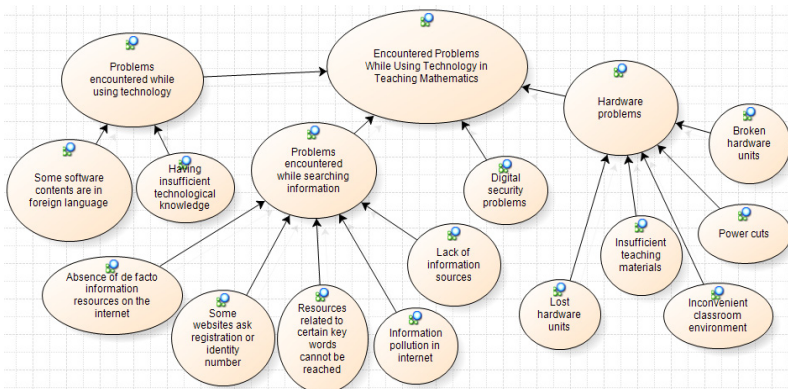 Problems
encountered while
using technology
Encountered Problems
While Using Technology in
Teaching Mathematics
Hardware
problems
Broken
hardware
units
Some software
contents are in
foreign language
Having
insufficient
technological
knowledge
Problems
encountered
while searching
information
Digital
security
problems
Power cuts
Lack of
information
sources
Insufficient
teaching
materials
Absence of de facto
information
resources on the
internet
Some
websites ask
registration or
identity
number
Resources
related to
certain key
words
cannot be
reached
Information
pollution in
internet
Lost
hardware
units
Inconvenient
classroom
environment